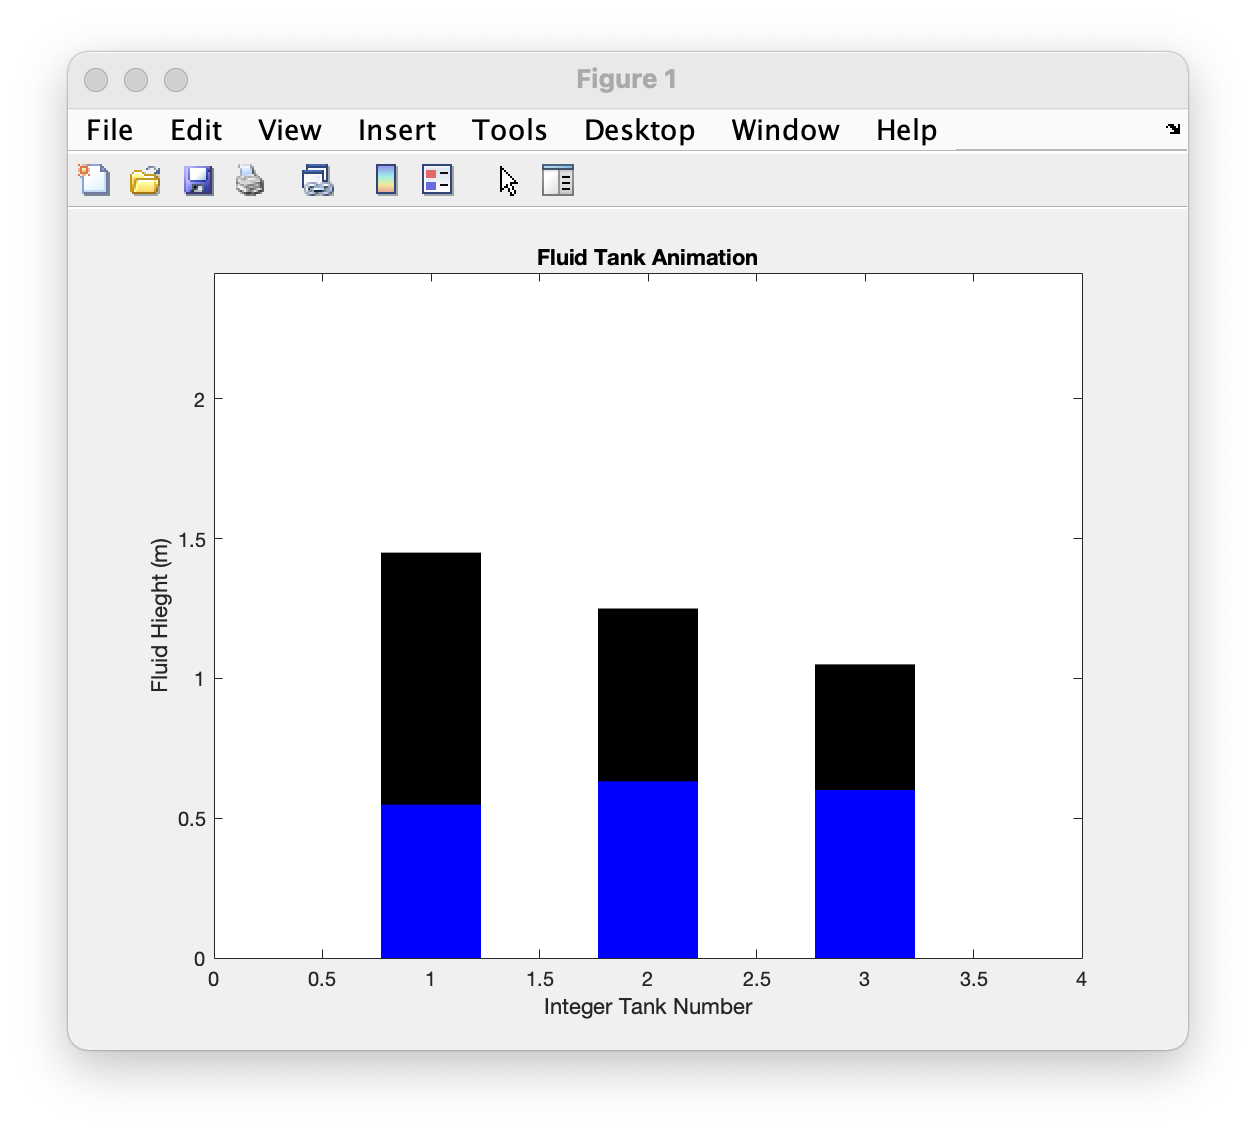 Figure 1
File Edit View Insert Tools Desktop Window Help
Fluid Tank Animation
2
1.5
1
0.5
0
Fluid Hieght (m)
0 0.5 1 1.5 2 2.5 3 3.5 4
Integer Tank Number